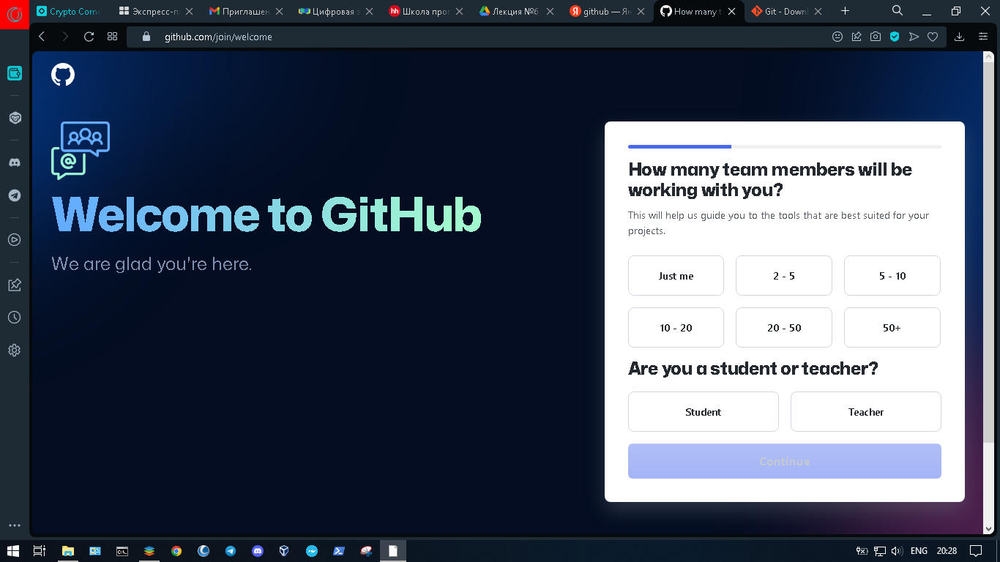 Crypto Corne
Экспресс-па
Приглашен
Цифровая э
Школа прог
Лекция №6
github — Ян
How many t
Git - Downl
github.com/join/welcome
Welcome to GitHub
We are glad you're here.
How many team members will be
working with you?
This will help us guide you to the tools that are best suited for your
projects.
Just me
2 - 5
5 - 10
10 - 20
20 - 50
50+
Are you a student or teacher?
Student
Teacher
Continue
ENG
20:28